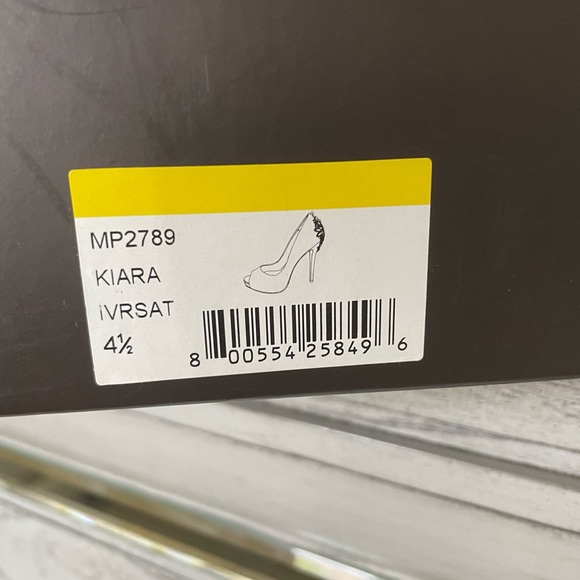 MP2789
KIARA
IVRSAT
4½
8 00554 25849 6